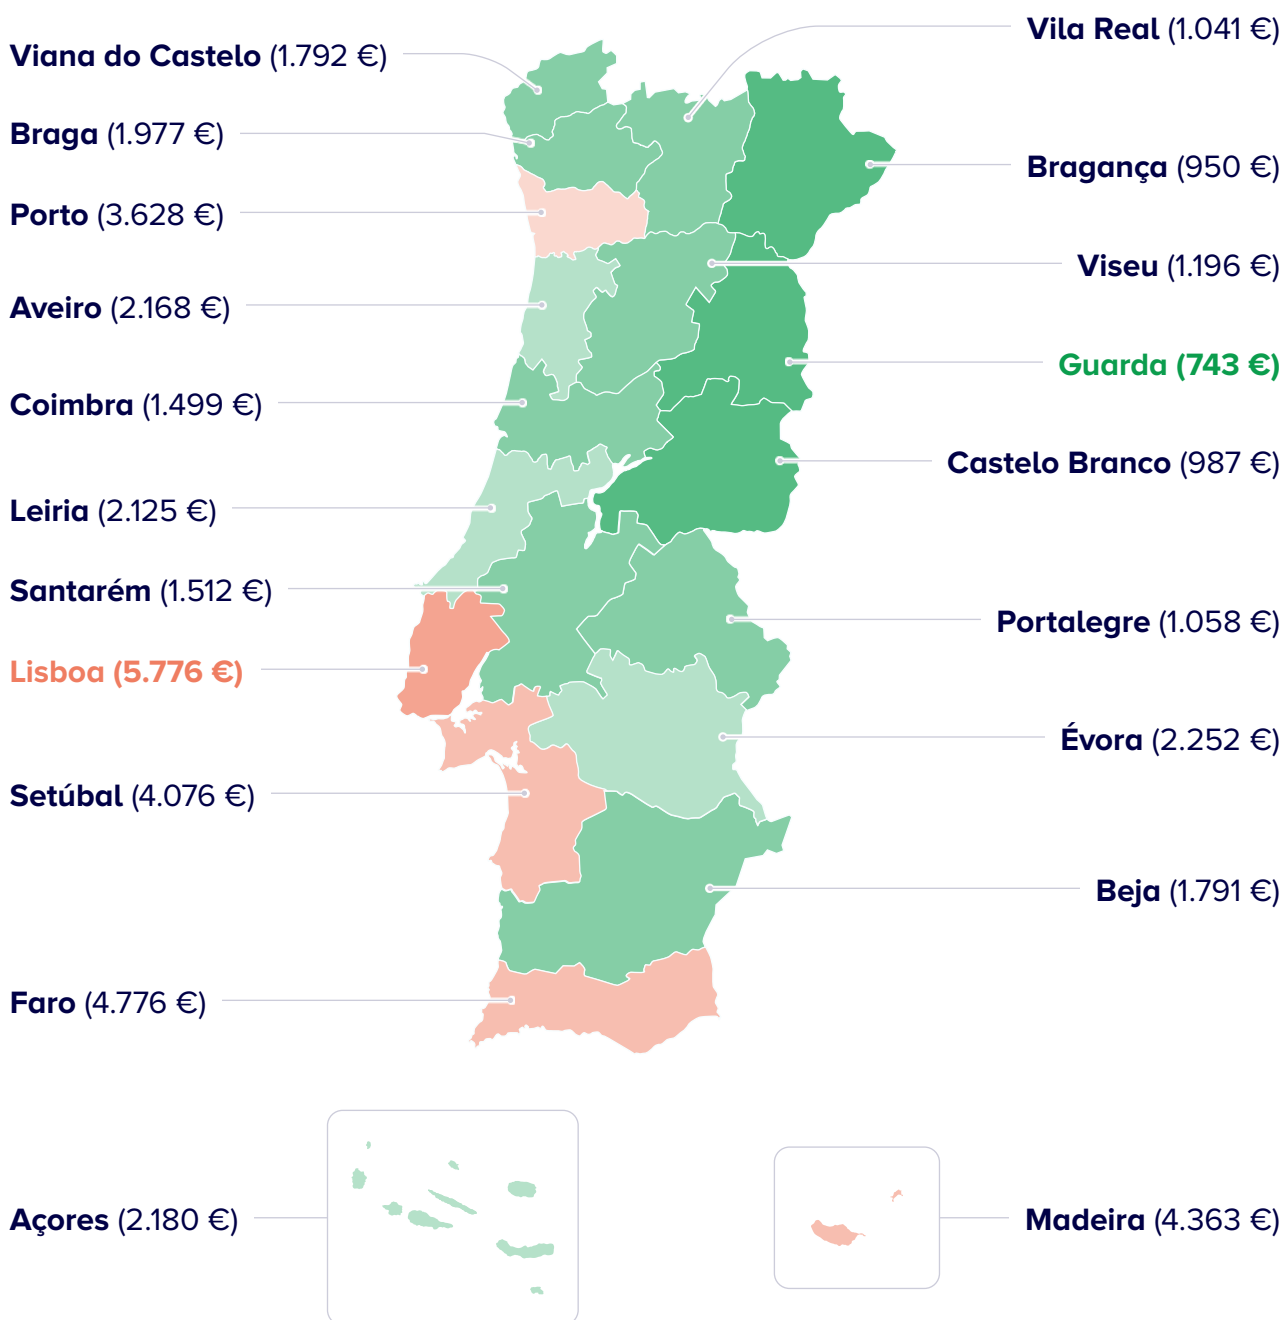 Viana do Castelo (1.792 €)
Vila Real (1.041 €)
Braga (1.977 €)
Bragança (950 €)
Porto (3.628 €)
Viseu (1.196 €)
Aveiro (2.168 €)
Guarda (743 €)
Coimbra (1.499 €)
Castelo Branco (987 €)
Leiria (2.125 €)
Santarém (1.512 €)
Portalegre (1.058 €)
Lisboa (5.776 €)
Évora (2.252 €)
Setúbal (4.076 €)
Beja (1.791 €)
Faro (4.776 €)
Açores (2.180 €)
Madeira (4.363 €)